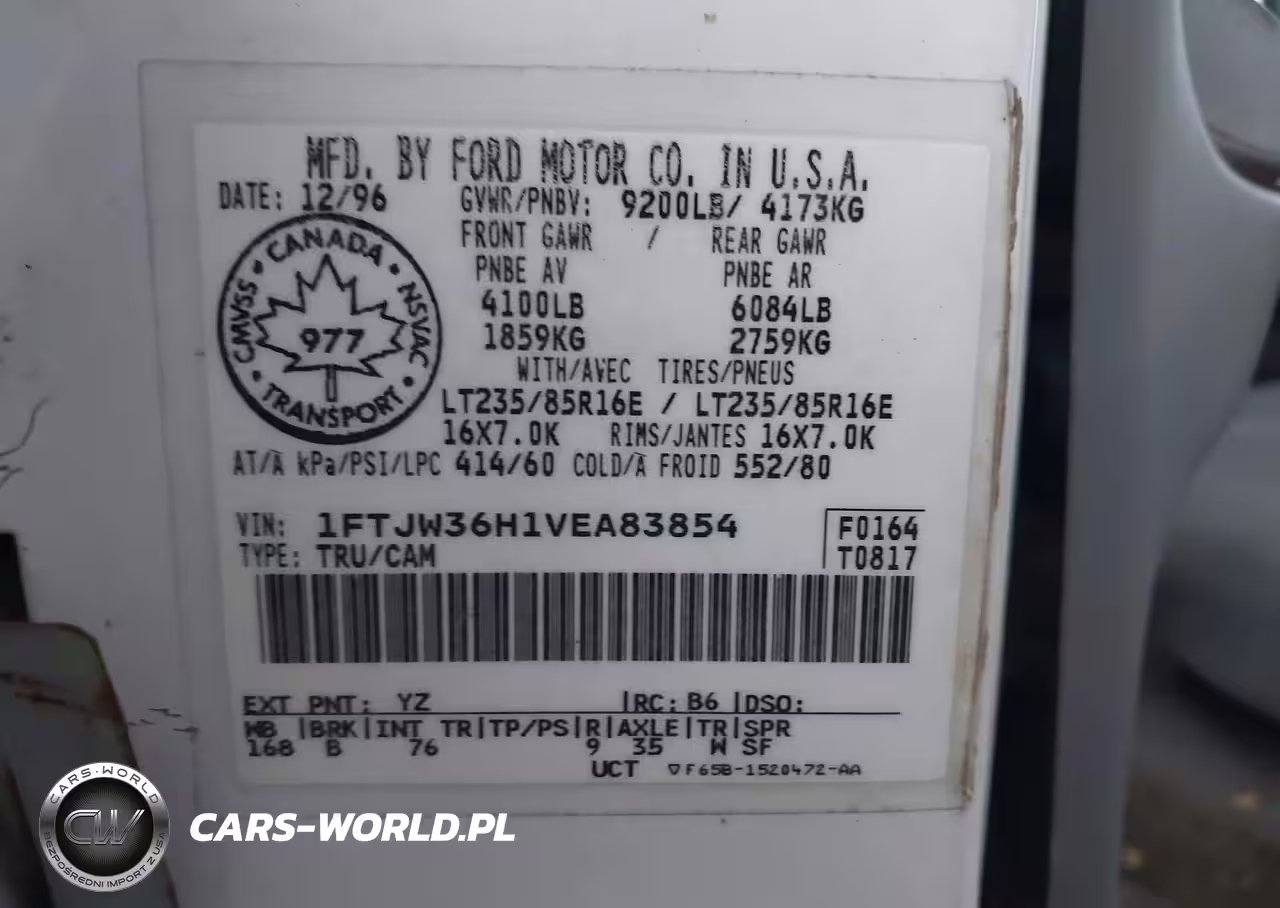 MFD. BY FORD MOTOR CO. IN U.S.A.
DATE: 12/96 GVWR/PNBV: 9200LB/ 4173KG
FRONT GAWR / REAR GAWR
PNBE AV PNBE AR
4100LB 6084LB
1859KG 2759KG
WITH/AVEC TIRES/PNEUS
LT235/85R16E / LT235/85R16E
16X7.0K RIMS/JANTES 16X7.0K
AT/À kPa/PSI/LPC 414/60 COLD/À FROID 552/80
CANADA • NSVAC • TRANSPORT • CMVSS •
977
VIN: 1FTJW36H1VEA83854 F0164
TYPE: TRU/CAM T0817
EXT PNT: YZ |RC: B6 |DSO:
WB |BRK|INT TR|TP/PS|R|AXLE|TR|SPR
168 B 76 9 35 W SF
UCT ▽F65B-1520472-AA
CARS-WORLD
CW
BEZPOŚREDNI IMPORT Z USA
CARS-WORLD.PL